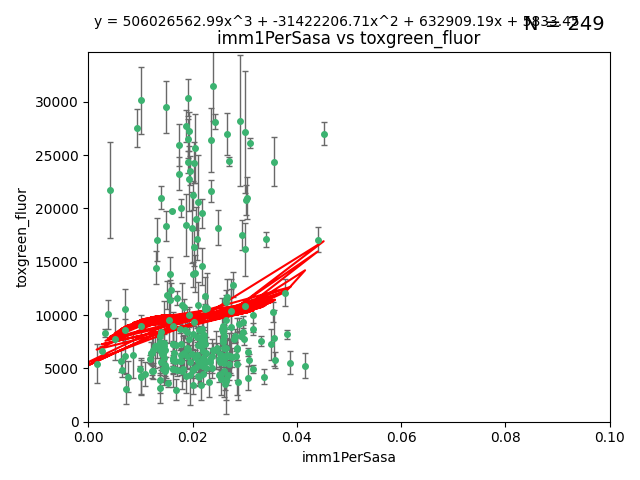 y = 506026562.99x^3 + -31422206.71x^2 + 632909.19x + 5833.45
N = 249
imm1PerSasa vs toxgreen_fluor
30000
25000
20000
15000
10000
5000
0
toxgreen_fluor
0.00 0.02 0.04 0.06 0.08 0.10
imm1PerSasa